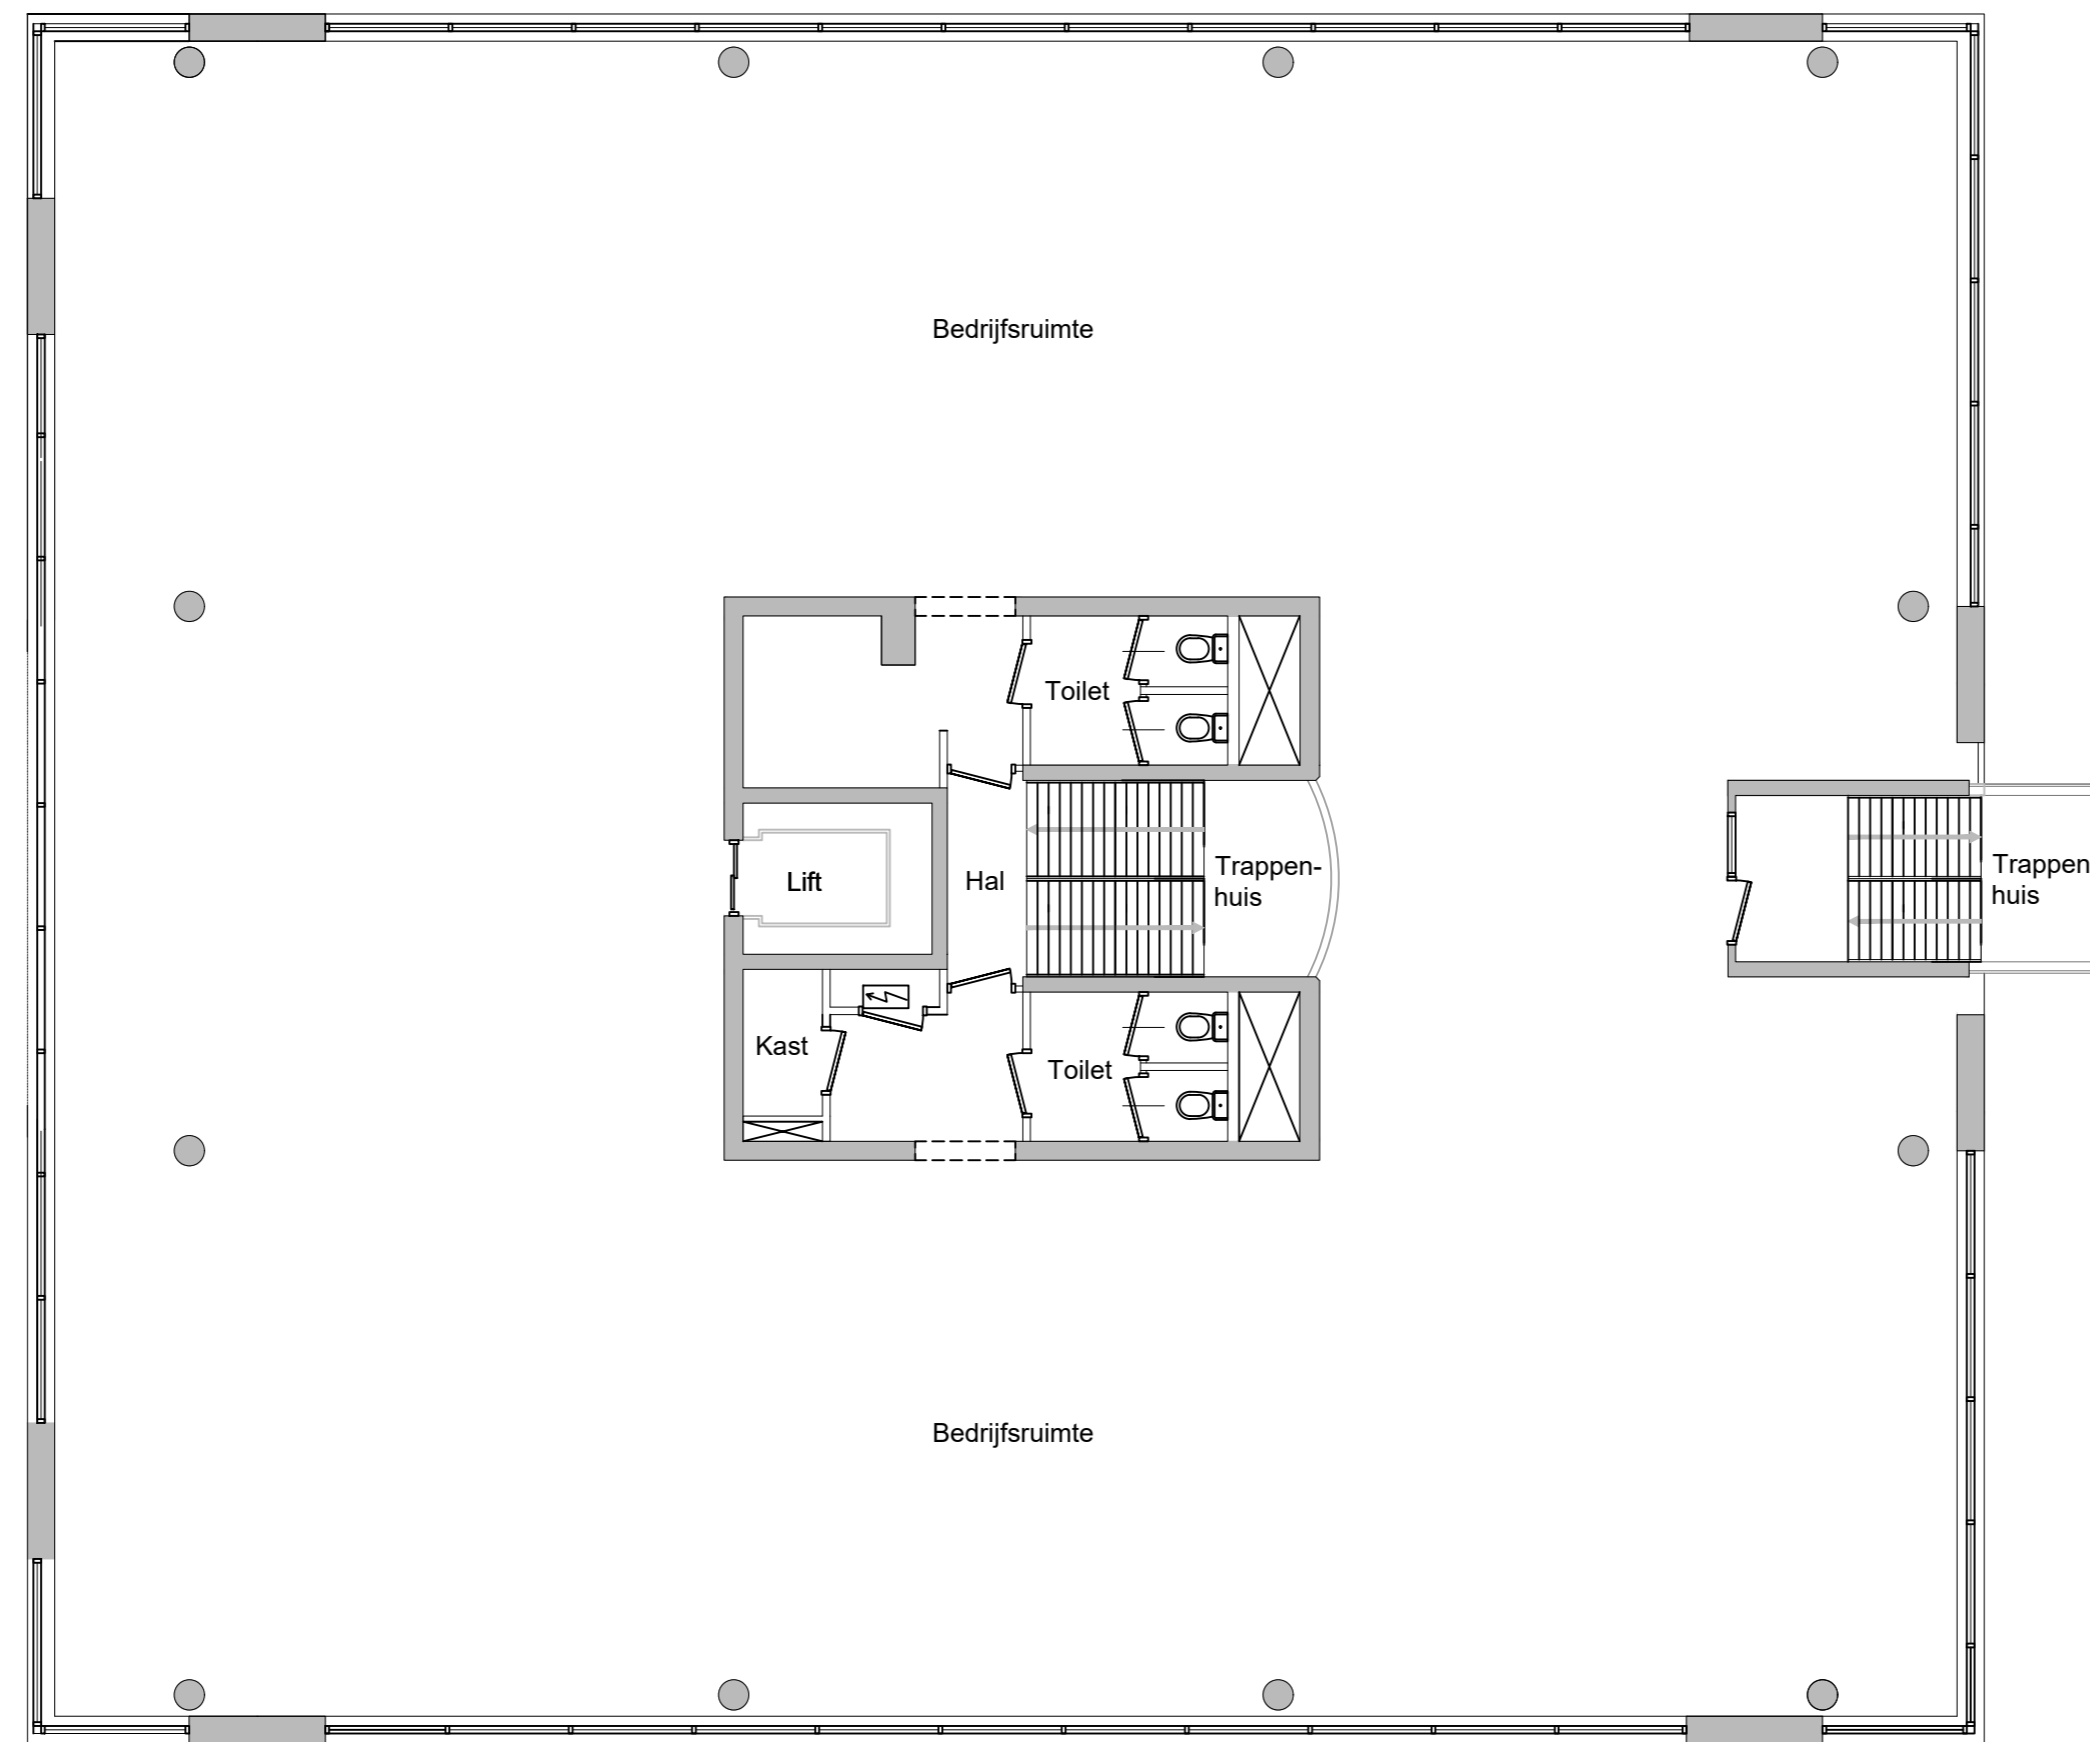 Bedrijfsruimte
Toilet
Lift
Hal
Trappen-
huis
Trappen
huis
Kast
Toilet
Bedrijfsruimte